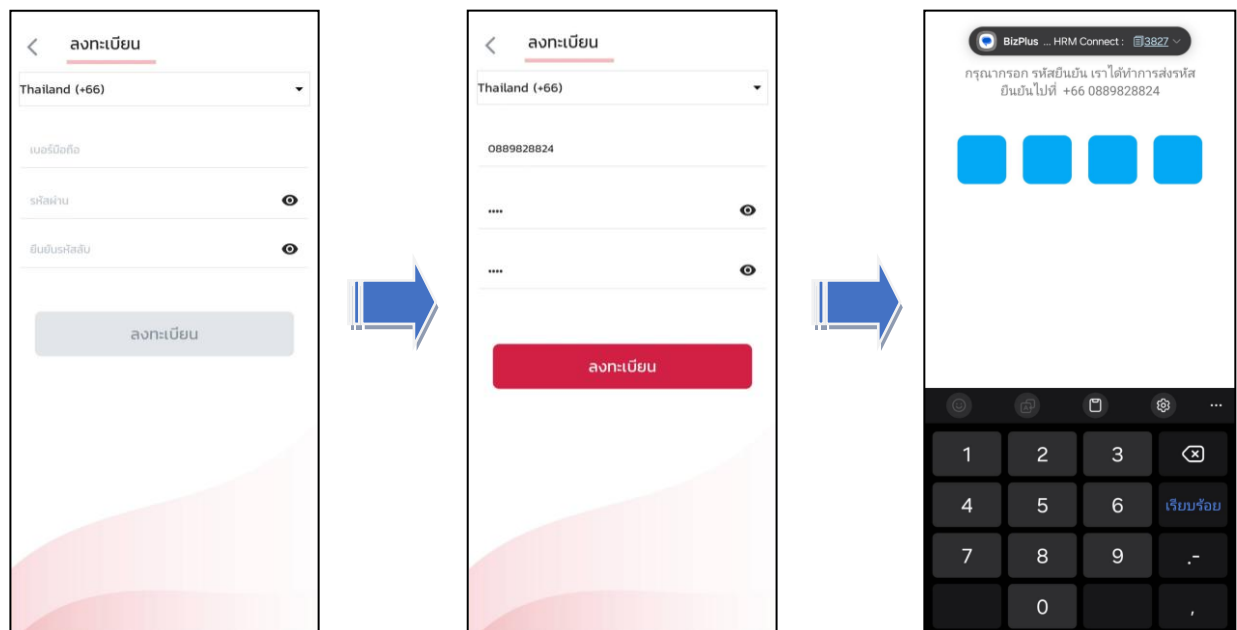 ลงทะเบียน
Thailand (+66)
เบอร์มือถือ
รหัสผ่าน
ยืนยันรหัสลับ
ลงทะเบียน
ลงทะเบียน
Thailand (+66)
0889828824
••••
••••
ลงทะเบียน
BizPlus ... HRM Connect : 3827
กรุณากรอก รหัสยืนยัน เราได้ทำการส่งรหัส
ยืนยันไปที่ +66 0889828824
1 2 3
4 5 6 เรียบร้อย
7 8 9 .-
0 ,